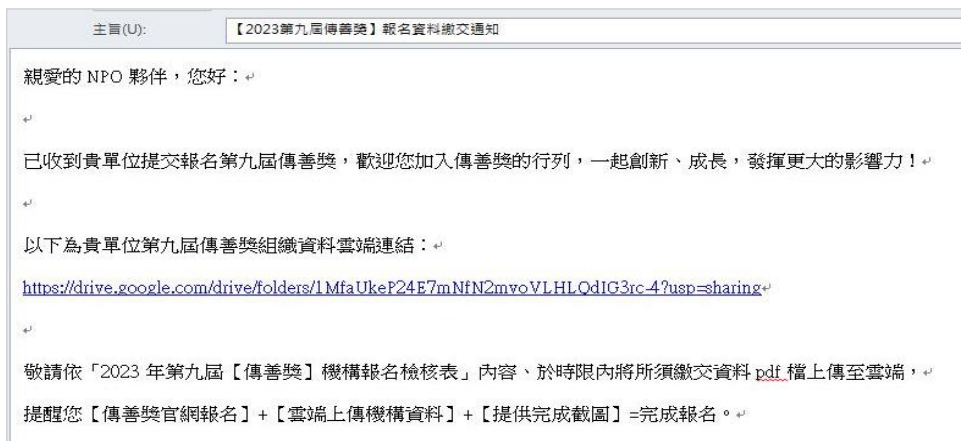 主旨(U): 【2023第九屆傳善獎】報名資料繳交通知
親愛的 NPO 夥伴，您好：
已收到貴單位提交報名第九屆傳善獎，歡迎您加入傳善獎的行列，一起創新、成長，發揮更大的影響力！
以下為貴單位第九屆傳善獎組織資料雲端連結：
https://drive.google.com/drive/folders/1MfaUkeP24E7mNfN2mvoVLHLQdIG3rc-4?usp=sharing
敬請依「2023 年第九屆【傳善獎】機構報名檢核表」內容、於時限內將所須繳交資料 pdf 檔上傳至雲端，
提醒您【傳善獎官網報名】+【雲端上傳機構資料】+【提供完成截圖】=完成報名。